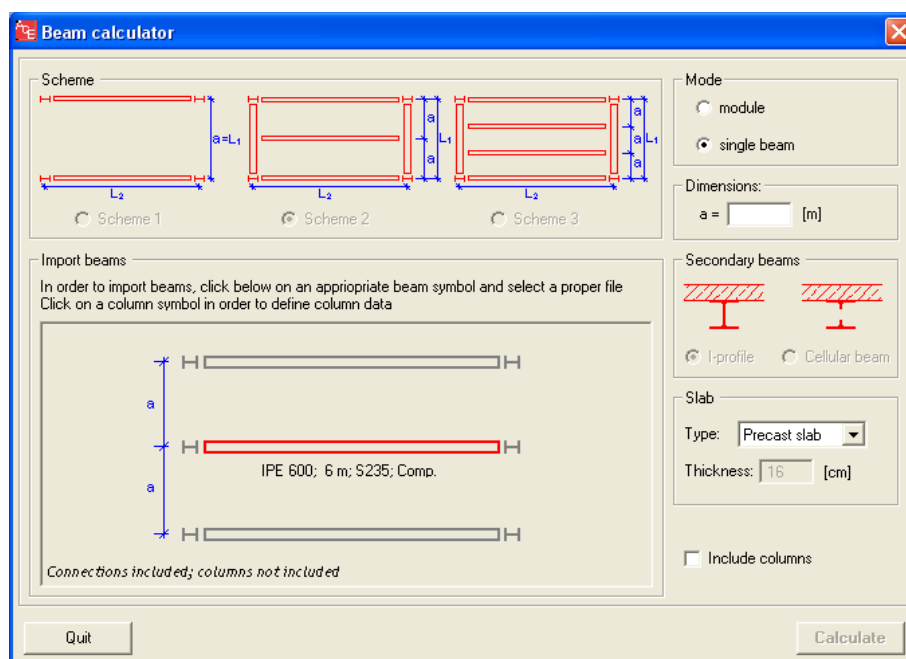 Beam calculator
Scheme
a=L₁
L₂
Scheme 1
a
a
L₁
L₂
Scheme 2
a
a
a
L₁
L₂
Scheme 3
Mode
module
single beam
Dimensions:
a = [m]
Import beams
In order to import beams, click below on an appriopriate beam symbol and select a proper file
Click on a column symbol in order to define column data
a
a
IPE 600; 6 m; S235; Comp.
Connections included; columns not included
Secondary beams
I-profile
Cellular beam
Slab
Type: Precast slab
Thickness: 16 [cm]
Include columns
Quit
Calculate